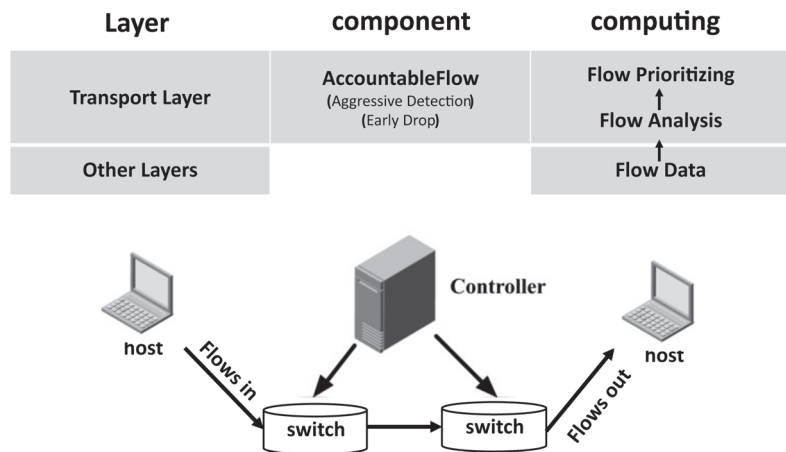 Layer component computing
Transport Layer
AccountableFlow
(Aggressive Detection)
(Early Drop)
Flow Prioritizing
Flow Analysis
Other Layers
Flow Data
Controller
host
host
Flows in
Flows out
switch
switch